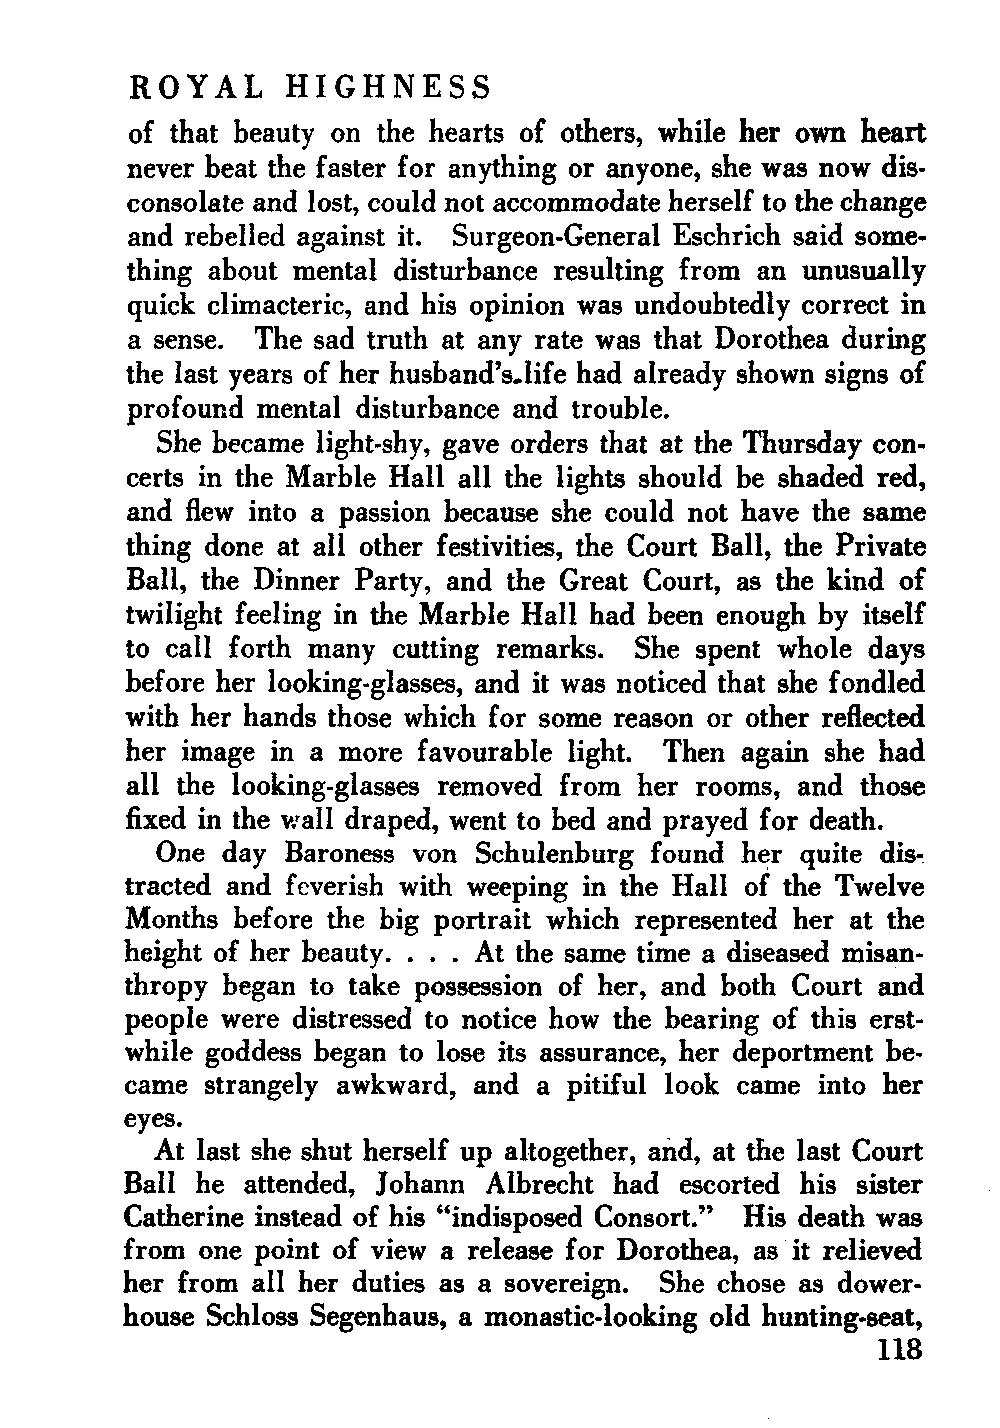 ROYAL HIGHNESS
of that beauty on the hearts of others, while her own heart
never beat the faster for anything or anyone, she was now dis-
consolate and lost, could not accommodate herself to the change
and rebelled against it. Surgeon-General Eschrich said some-
thing about mental disturbance resulting from an unusually
quick climacteric, and his opinion was undoubtedly correct in
a sense. The sad truth at any rate was that Dorothea during
the last years of her husband's life had already shown signs of
profound mental disturbance and trouble.
She became light-shy, gave orders that at the Thursday con-
certs in the Marble Hall all the lights should be shaded red,
and flew into a passion because she could not have the same
thing done at all other festivities, the Court Ball, the Private
Ball, the Dinner Party, and the Great Court, as the kind of
twilight feeling in the Marble Hall had been enough by itself
to call forth many cutting remarks. She spent whole days
before her looking-glasses, and it was noticed that she fondled
with her hands those which for some reason or other reflected
her image in a more favourable light. Then again she had
all the looking-glasses removed from her rooms, and those
fixed in the wall draped, went to bed and prayed for death.
One day Baroness von Schulenburg found her quite dis-
tracted and feverish with weeping in the Hall of the Twelve
Months before the big portrait which represented her at the
height of her beauty. . . . At the same time a diseased misan-
thropy began to take possession of her, and both Court and
people were distressed to notice how the bearing of this erst-
while goddess began to lose its assurance, her deportment be-
came strangely awkward, and a pitiful look came into her
eyes.
At last she shut herself up altogether, and, at the last Court
Ball he attended, Johann Albrecht had escorted his sister
Catherine instead of his "indisposed Consort." His death was
from one point of view a release for Dorothea, as it relieved
her from all her duties as a sovereign. She chose as dower-
house Schloss Segenhaus, a monastic-looking old hunting-seat,
118